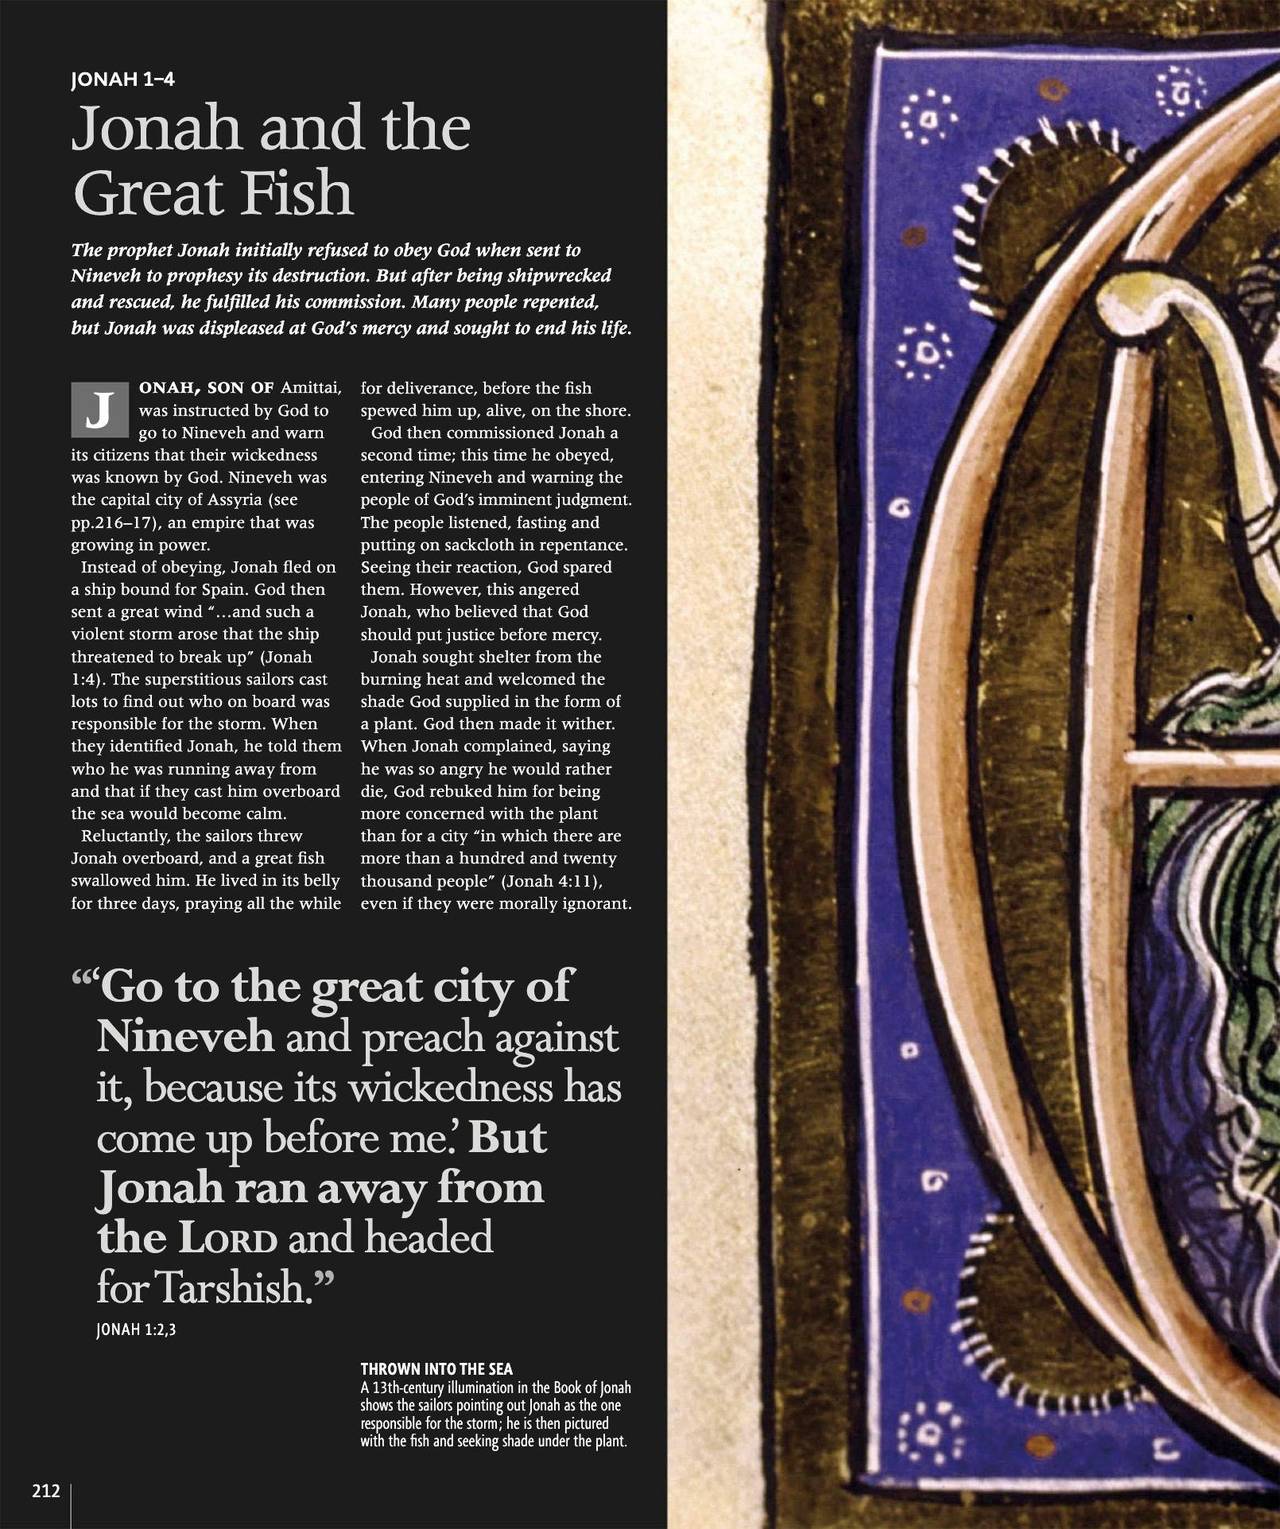 JONAH 1–4
Jonah and the
Great Fish
The prophet Jonah initially refused to obey God when sent to
Nineveh to prophesy its destruction. But after being shipwrecked
and rescued, he fulfilled his commission. Many people repented,
but Jonah was displeased at God’s mercy and sought to end his life.
JONAH, SON OF Amittai,
was instructed by God to
go to Nineveh and warn
its citizens that their wickedness
was known by God. Nineveh was
the capital city of Assyria (see
pp.216–17), an empire that was
growing in power.
Instead of obeying, Jonah fled on
a ship bound for Spain. God then
sent a great wind “…and such a
violent storm arose that the ship
threatened to break up” (Jonah
1:4). The superstitious sailors cast
lots to find out who on board was
responsible for the storm. When
they identified Jonah, he told them
who he was running away from
and that if they cast him overboard
the sea would become calm.
Reluctantly, the sailors threw
Jonah overboard, and a great fish
swallowed him. He lived in its belly
for three days, praying all the while
for deliverance, before the fish
spewed him up, alive, on the shore.
God then commissioned Jonah a
second time; this time he obeyed,
entering Nineveh and warning the
people of God’s imminent judgment.
The people listened, fasting and
putting on sackcloth in repentance.
Seeing their reaction, God spared
them. However, this angered
Jonah, who believed that God
should put justice before mercy.
Jonah sought shelter from the
burning heat and welcomed the
shade God supplied in the form of
a plant. God then made it wither.
When Jonah complained, saying
he was so angry he would rather
die, God rebuked him for being
more concerned with the plant
than for a city “in which there are
more than a hundred and twenty
thousand people” (Jonah 4:11),
even if they were morally ignorant.
“‘Go to the great city of
Nineveh and preach against
it, because its wickedness has
come up before me.’ But
Jonah ran away from
the LORD and headed
for Tarshish.”
JONAH 1:2,3
THROWN INTO THE SEA
A 13th-century illumination in the Book of Jonah
shows the sailors pointing out Jonah as the one
responsible for the storm; he is then pictured
with the fish and seeking shade under the plant.
212